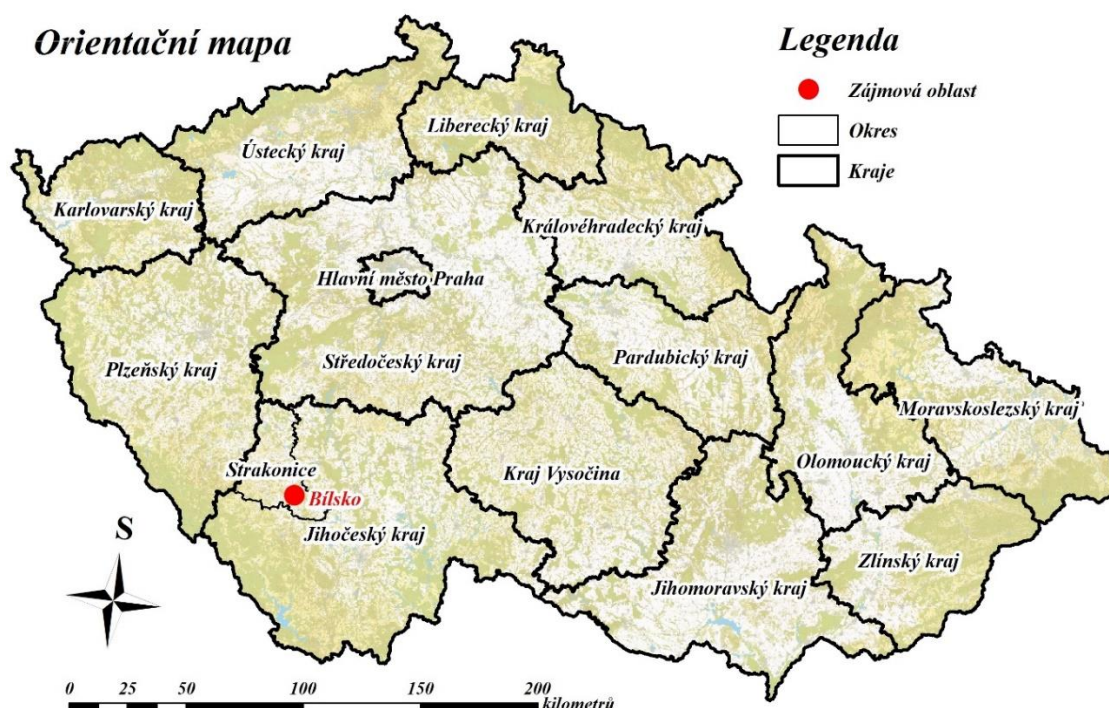 Orientační mapa
Legenda
Zájmová oblast
Okres
Kraje
Liberecký kraj
Ústecký kraj
Karlovarský kraj
Královéhradecký kraj
Hlavní město Praha
Středočeský kraj
Pardubický kraj
Plzeňský kraj
Moravskoslezský kraj
Olomoucký kraj
Strakonice
Kraj Vysočina
Bílsko
Jihočeský kraj
Zlínský kraj
Jihomoravský kraj
S
0 25 50 100 150 200
kilometrů